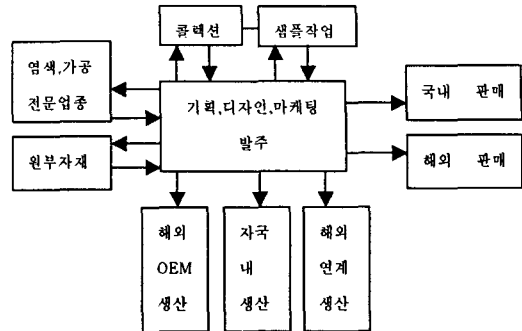 콜렉션
샘플작업
염색,가공
전문업종
기획,디자인,마케팅
발주
국내 판매
원부자재
해외 판매
해외
OEM
생산
자국
내
생산
해외
연계
생산